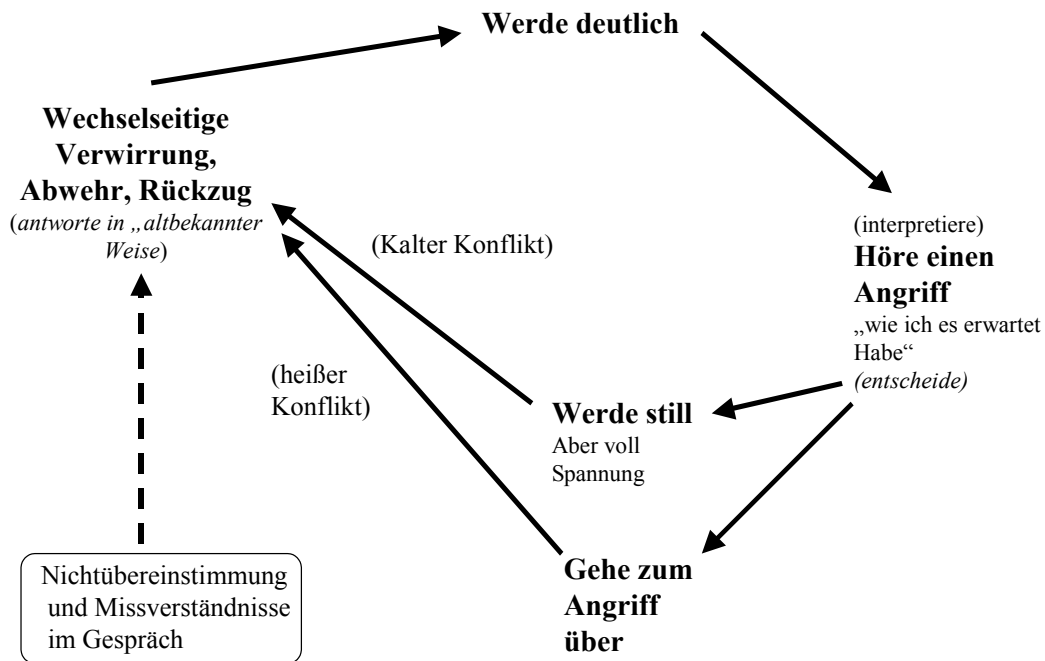 Werde deutlich
Wechselseitige
Verwirrung,
Abwehr, Rückzug
(antworte in „altbekannter
Weise)
(interpretiere)
Höre einen
Angriff
„wie ich es erwartet
Habe“
(entscheide)
(Kalter Konflikt)
(heißer
Konflikt)
Werde still
Aber voll
Spannung
Gehe zum
Angriff
über
Nichtübereinstimmung
und Missverständnisse
im Gespräch